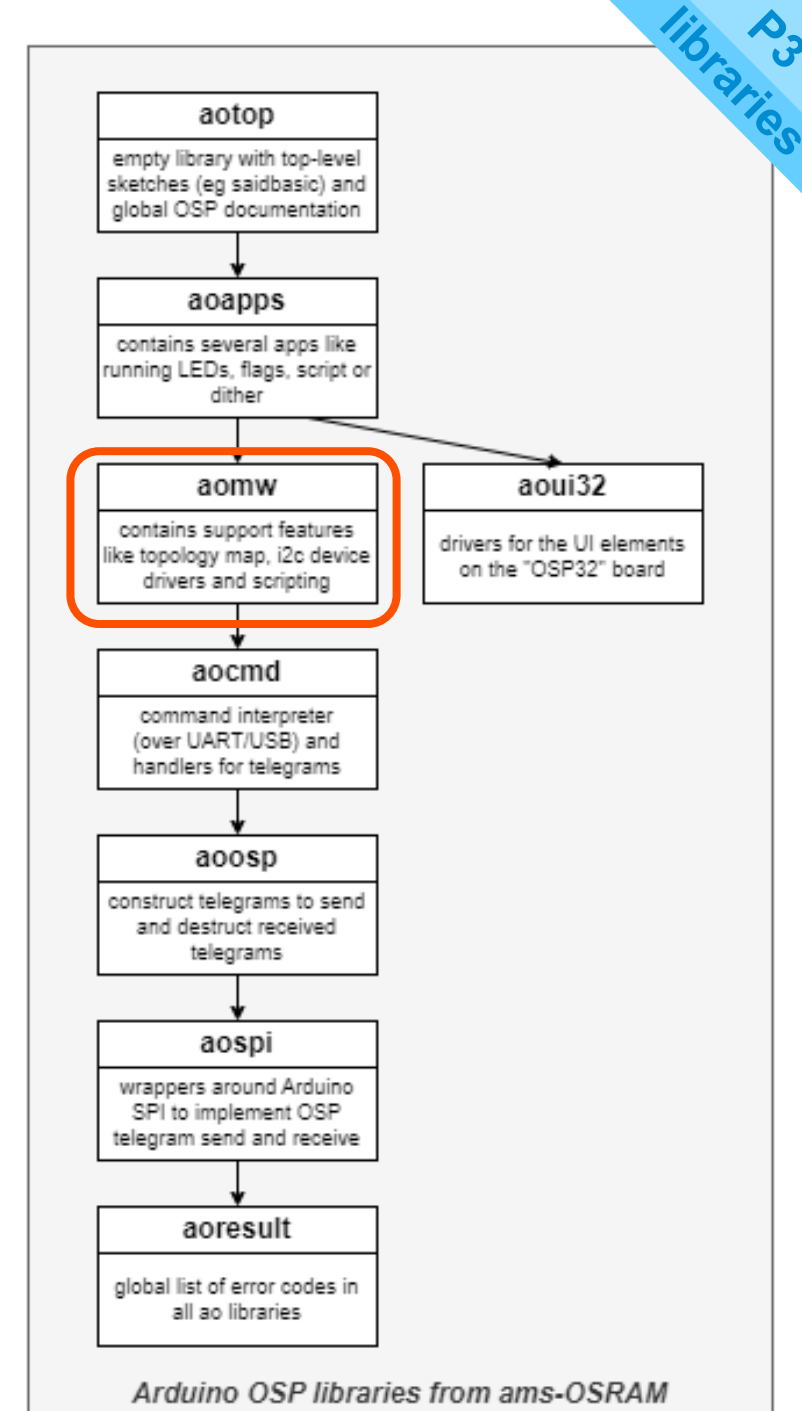 P3
libraries
aotop
empty library with top-level
sketches (eg saidbasic) and
global OSP documentation
aoapps
contains several apps like
running LEDs, flags, script or
dither
aomw
contains support features
like topology map, i2c device
drivers and scripting
aoui32
drivers for the UI elements
on the "OSP32" board
aocmd
command interpreter
(over UART/USB) and
handlers for telegrams
aoosp
construct telegrams to send
and destruct received
telegrams
aospi
wrappers around Arduino
SPI to implement OSP
telegram send and receive
aoresult
global list of error codes in
all ao libraries
Arduino OSP libraries from ams-OSRAM